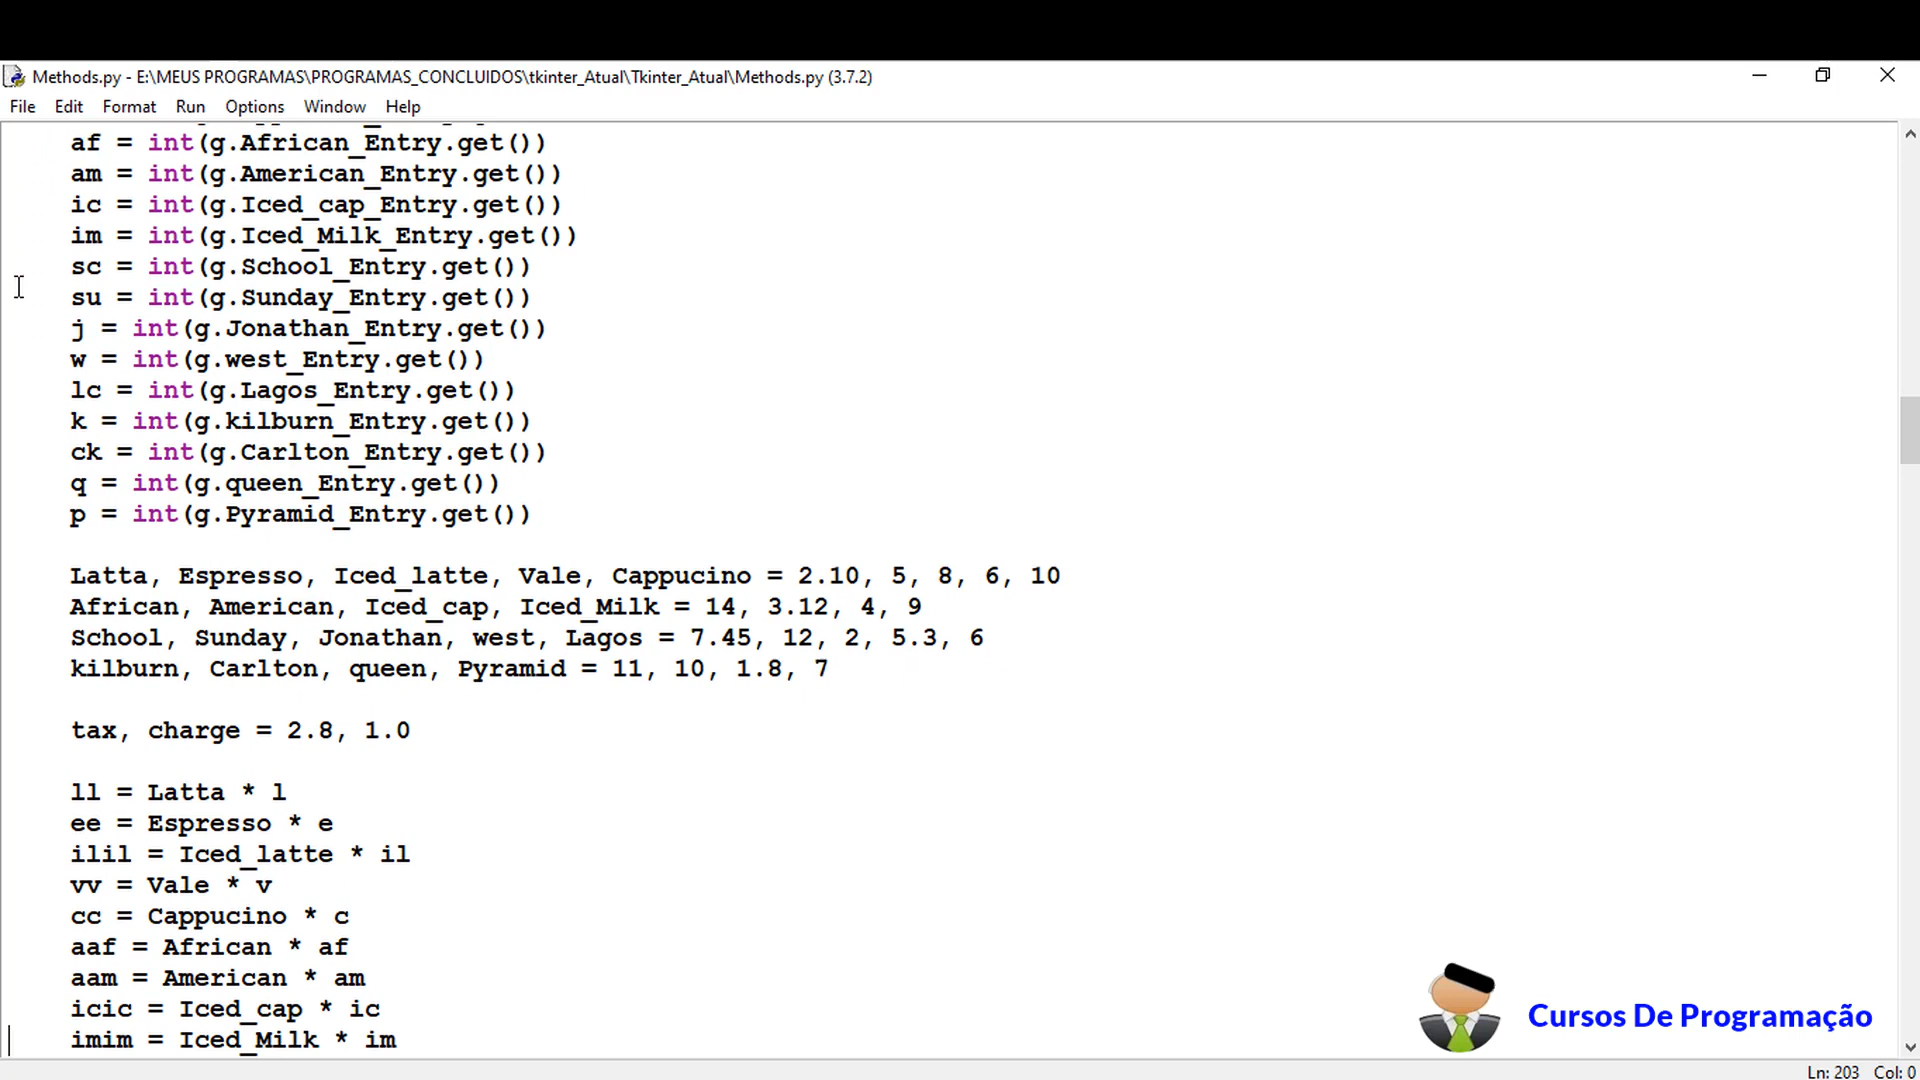 Methods.py - E:\MEUS PROGRAMAS\PROGRAMAS_CONCLUIDOS\tkinter_Atual\Tkinter_Atual\Methods.py (3.7.2)
File Edit Format Run Options Window Help
af = int(g.African_Entry.get())
am = int(g.American_Entry.get())
ic = int(g.Iced_cap_Entry.get())
im = int(g.Iced_Milk_Entry.get())
sc = int(g.School_Entry.get())
su = int(g.Sunday_Entry.get())
j = int(g.Jonathan_Entry.get())
w = int(g.west_Entry.get())
lc = int(g.Lagos_Entry.get())
k = int(g.kilburn_Entry.get())
ck = int(g.Carlton_Entry.get())
q = int(g.queen_Entry.get())
p = int(g.Pyramid_Entry.get())
Latta, Espresso, Iced_latte, Vale, Cappucino = 2.10, 5, 8, 6, 10
African, American, Iced_cap, Iced_Milk = 14, 3.12, 4, 9
School, Sunday, Jonathan, west, Lagos = 7.45, 12, 2, 5.3, 6
kilburn, Carlton, queen, Pyramid = 11, 10, 1.8, 7
tax, charge = 2.8, 1.0
ll = Latta * l
ee = Espresso * e
ilil = Iced_latte * il
vv = Vale * v
cc = Cappucino * c
aaf = African * af
aam = American * am
icic = Iced_cap * ic
imim = Iced_Milk * im
Cursos De Programação
Ln: 203 Col: 0